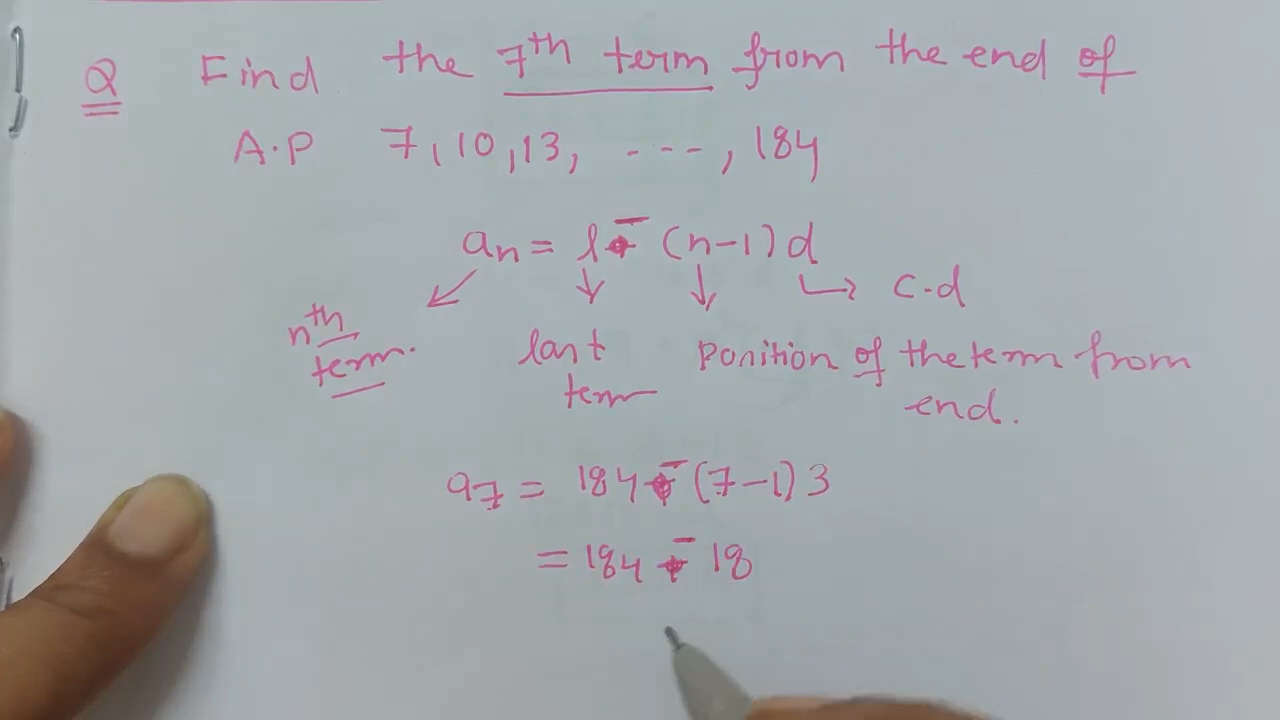 Q Find the 7th term from the end of
A.P 7, 10, 13, ---, 184
an = l - (n-1) d
nth term.
last term
c.d
Position of the term from end.
a7 = 184 - (7-1) 3
= 184 - 18